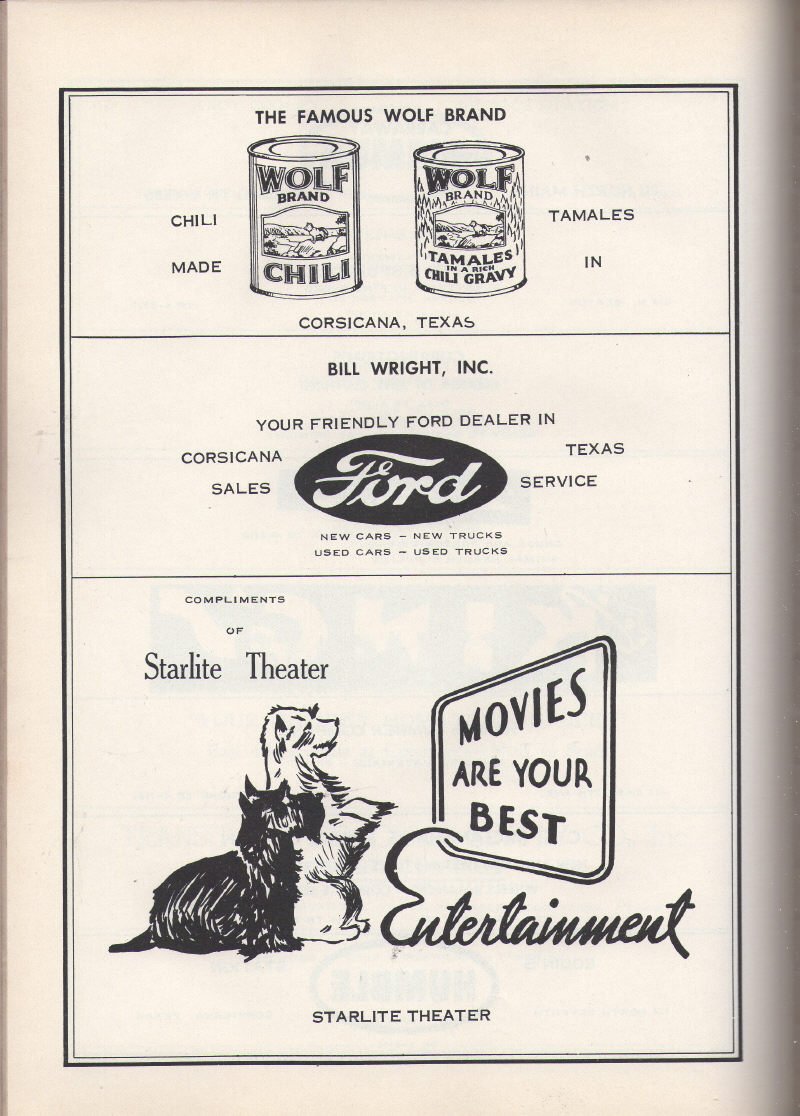 THE FAMOUS WOLF BRAND
WOLF
BRAND
CHILI
WOLF
BRAND
TAMALES
IN A RICH
CHILI GRAVY
CHILI
TAMALES
MADE
IN
CORSICANA, TEXAS
BILL WRIGHT, INC.
YOUR FRIENDLY FORD DEALER IN
CORSICANA
TEXAS
SALES
Ford
SERVICE
NEW CARS – NEW TRUCKS
USED CARS – USED TRUCKS
COMPLIMENTS
OF
Starlite Theater
MOVIES
ARE YOUR
BEST
Entertainment
STARLITE THEATER